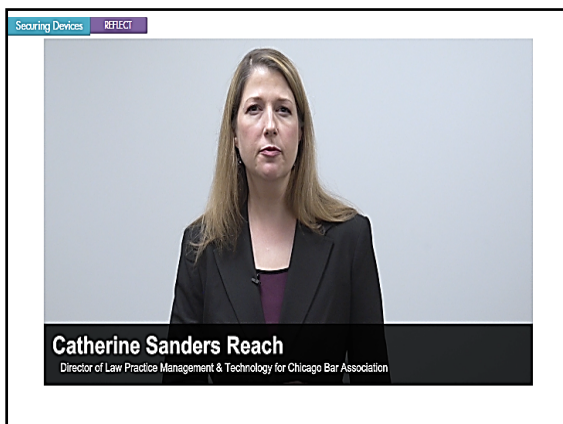 Securing Devices REFLECT
Catherine Sanders Reach
Director of Law Practice Management & Technology for Chicago Bar Association